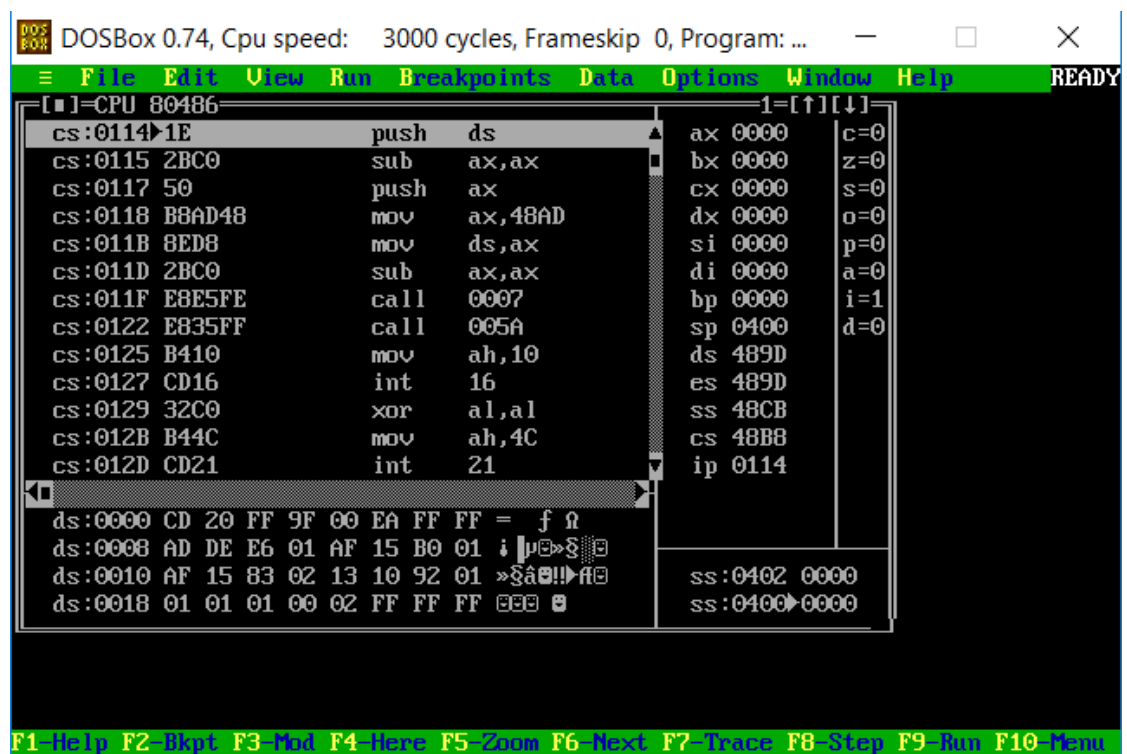 DOSBox 0.74, Cpu speed: 3000 cycles, Frameskip 0, Program: ...
≡ File Edit View Run Breakpoints Data Options Window Help READY
[■]=CPU 80486 1=[↑][↓]
cs:0114►1E push ds ax 0000 c=0
cs:0115 2BC0 sub ax,ax bx 0000 z=0
cs:0117 50 push ax cx 0000 s=0
cs:0118 B8AD48 mov ax,48AD dx 0000 o=0
cs:011B 8ED8 mov ds,ax si 0000 p=0
cs:011D 2BC0 sub ax,ax di 0000 a=0
cs:011F E8E5FE call 0007 bp 0000 i=1
cs:0122 E835FF call 005A sp 0400 d=0
cs:0125 B410 mov ah,10 ds 489D
cs:0127 CD16 int 16 es 489D
cs:0129 32C0 xor al,al ss 48CB
cs:012B B44C mov ah,4C cs 48B8
cs:012D CD21 int 21 ip 0114
ds:0000 CD 20 FF 9F 00 EA FF FF = ƒ Ω
ds:0008 AD DE E6 01 AF 15 B0 01 ¡▐µ☺»§░☺
ds:0010 AF 15 83 02 13 10 92 01 »§â☻‼►Æ☺ ss:0402 0000
ds:0018 01 01 01 00 02 FF FF FF ☺☺☺ ☻ ss:0400►0000
F1-Help F2-Bkpt F3-Mod F4-Here F5-Zoom F6-Next F7-Trace F8-Step F9-Run F10-Menu